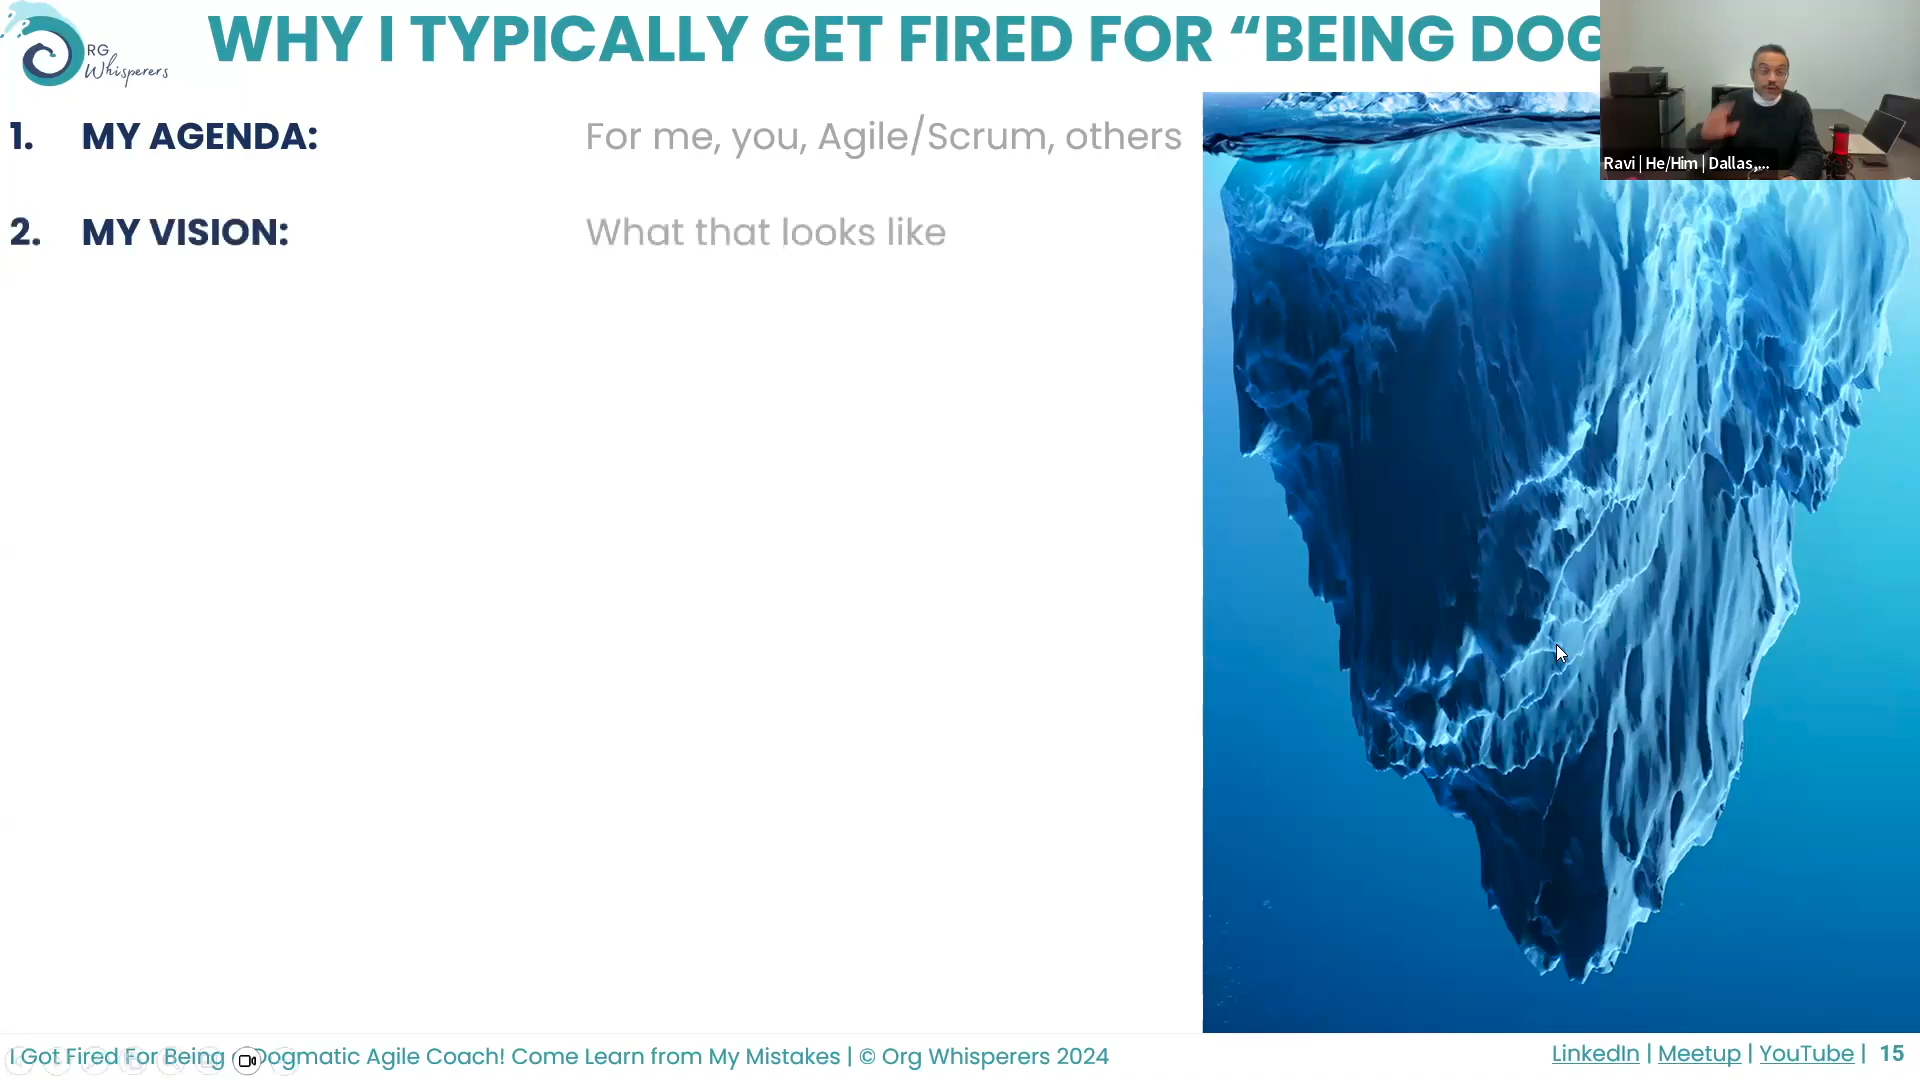 WHY I TYPICALLY GET FIRED FOR “BEING DOG
RG
Whisperers
Ravi | He/Him | Dallas,...
1. MY AGENDA: For me, you, Agile/Scrum, others
2. MY VISION: What that looks like
I Got Fired For Being Dogmatic Agile Coach! Come Learn from My Mistakes | © Org Whisperers 2024
LinkedIn | Meetup | YouTube | 15